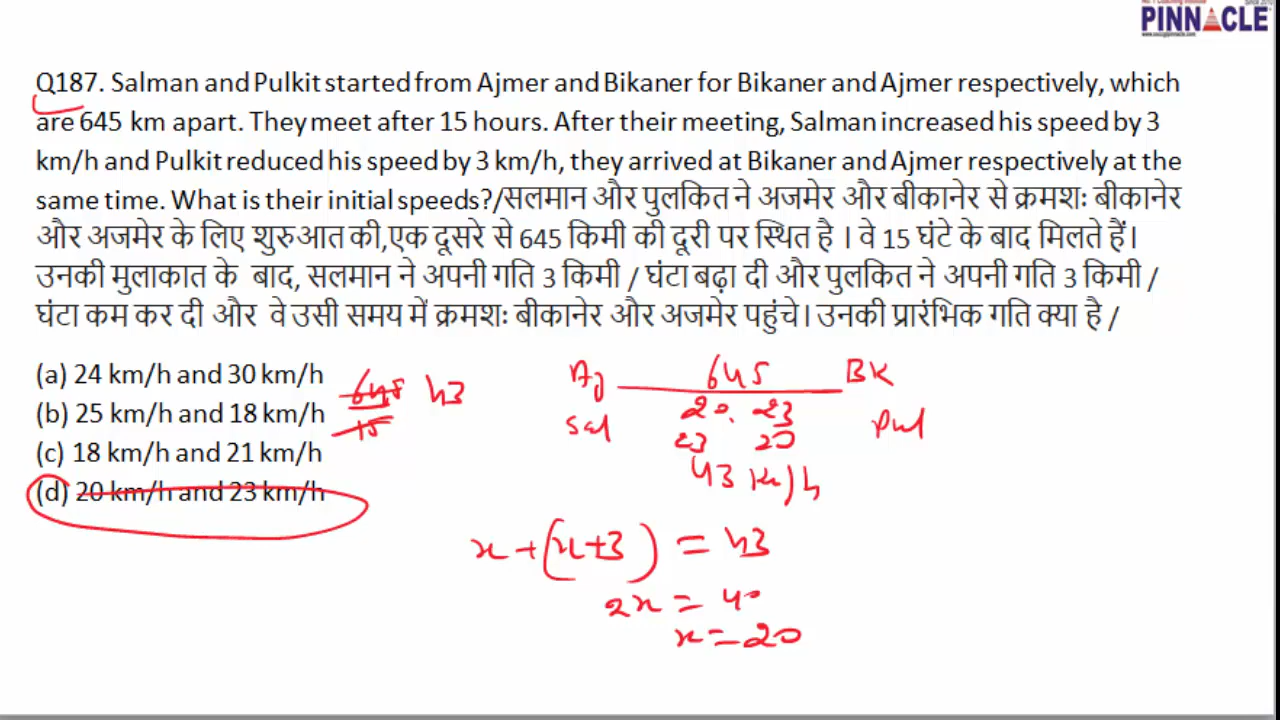 PINNACLE
Q187. Salman and Pulkit started from Ajmer and Bikaner for Bikaner and Ajmer respectively, which
are 645 km apart. They meet after 15 hours. After their meeting, Salman increased his speed by 3
km/h and Pulkit reduced his speed by 3 km/h, they arrived at Bikaner and Ajmer respectively at the
same time. What is their initial speeds?/सलमान और पुलकित ने अजमेर और बीकानेर से क्रमशः बीकानेर
और अजमेर के लिए शुरुआत की,एक दूसरे से 645 किमी की दूरी पर स्थित है । वे 15 घंटे के बाद मिलते हैं।
उनकी मुलाकात के बाद, सलमान ने अपनी गति 3 किमी / घंटा बढ़ा दी और पुलकित ने अपनी गति 3 किमी /
घंटा कम कर दी और वे उसी समय में क्रमशः बीकानेर और अजमेर पहुंचे। उनकी प्रारंभिक गति क्या है /
(a) 24 km/h and 30 km/h
(b) 25 km/h and 18 km/h
(c) 18 km/h and 21 km/h
(d) 20 km/h and 23 km/h
645 43
15
Aj 645 BK
20. 23
Sal Pul
23 20
43 Km/h
x+(x+3) = 43
2x = 40
x=20